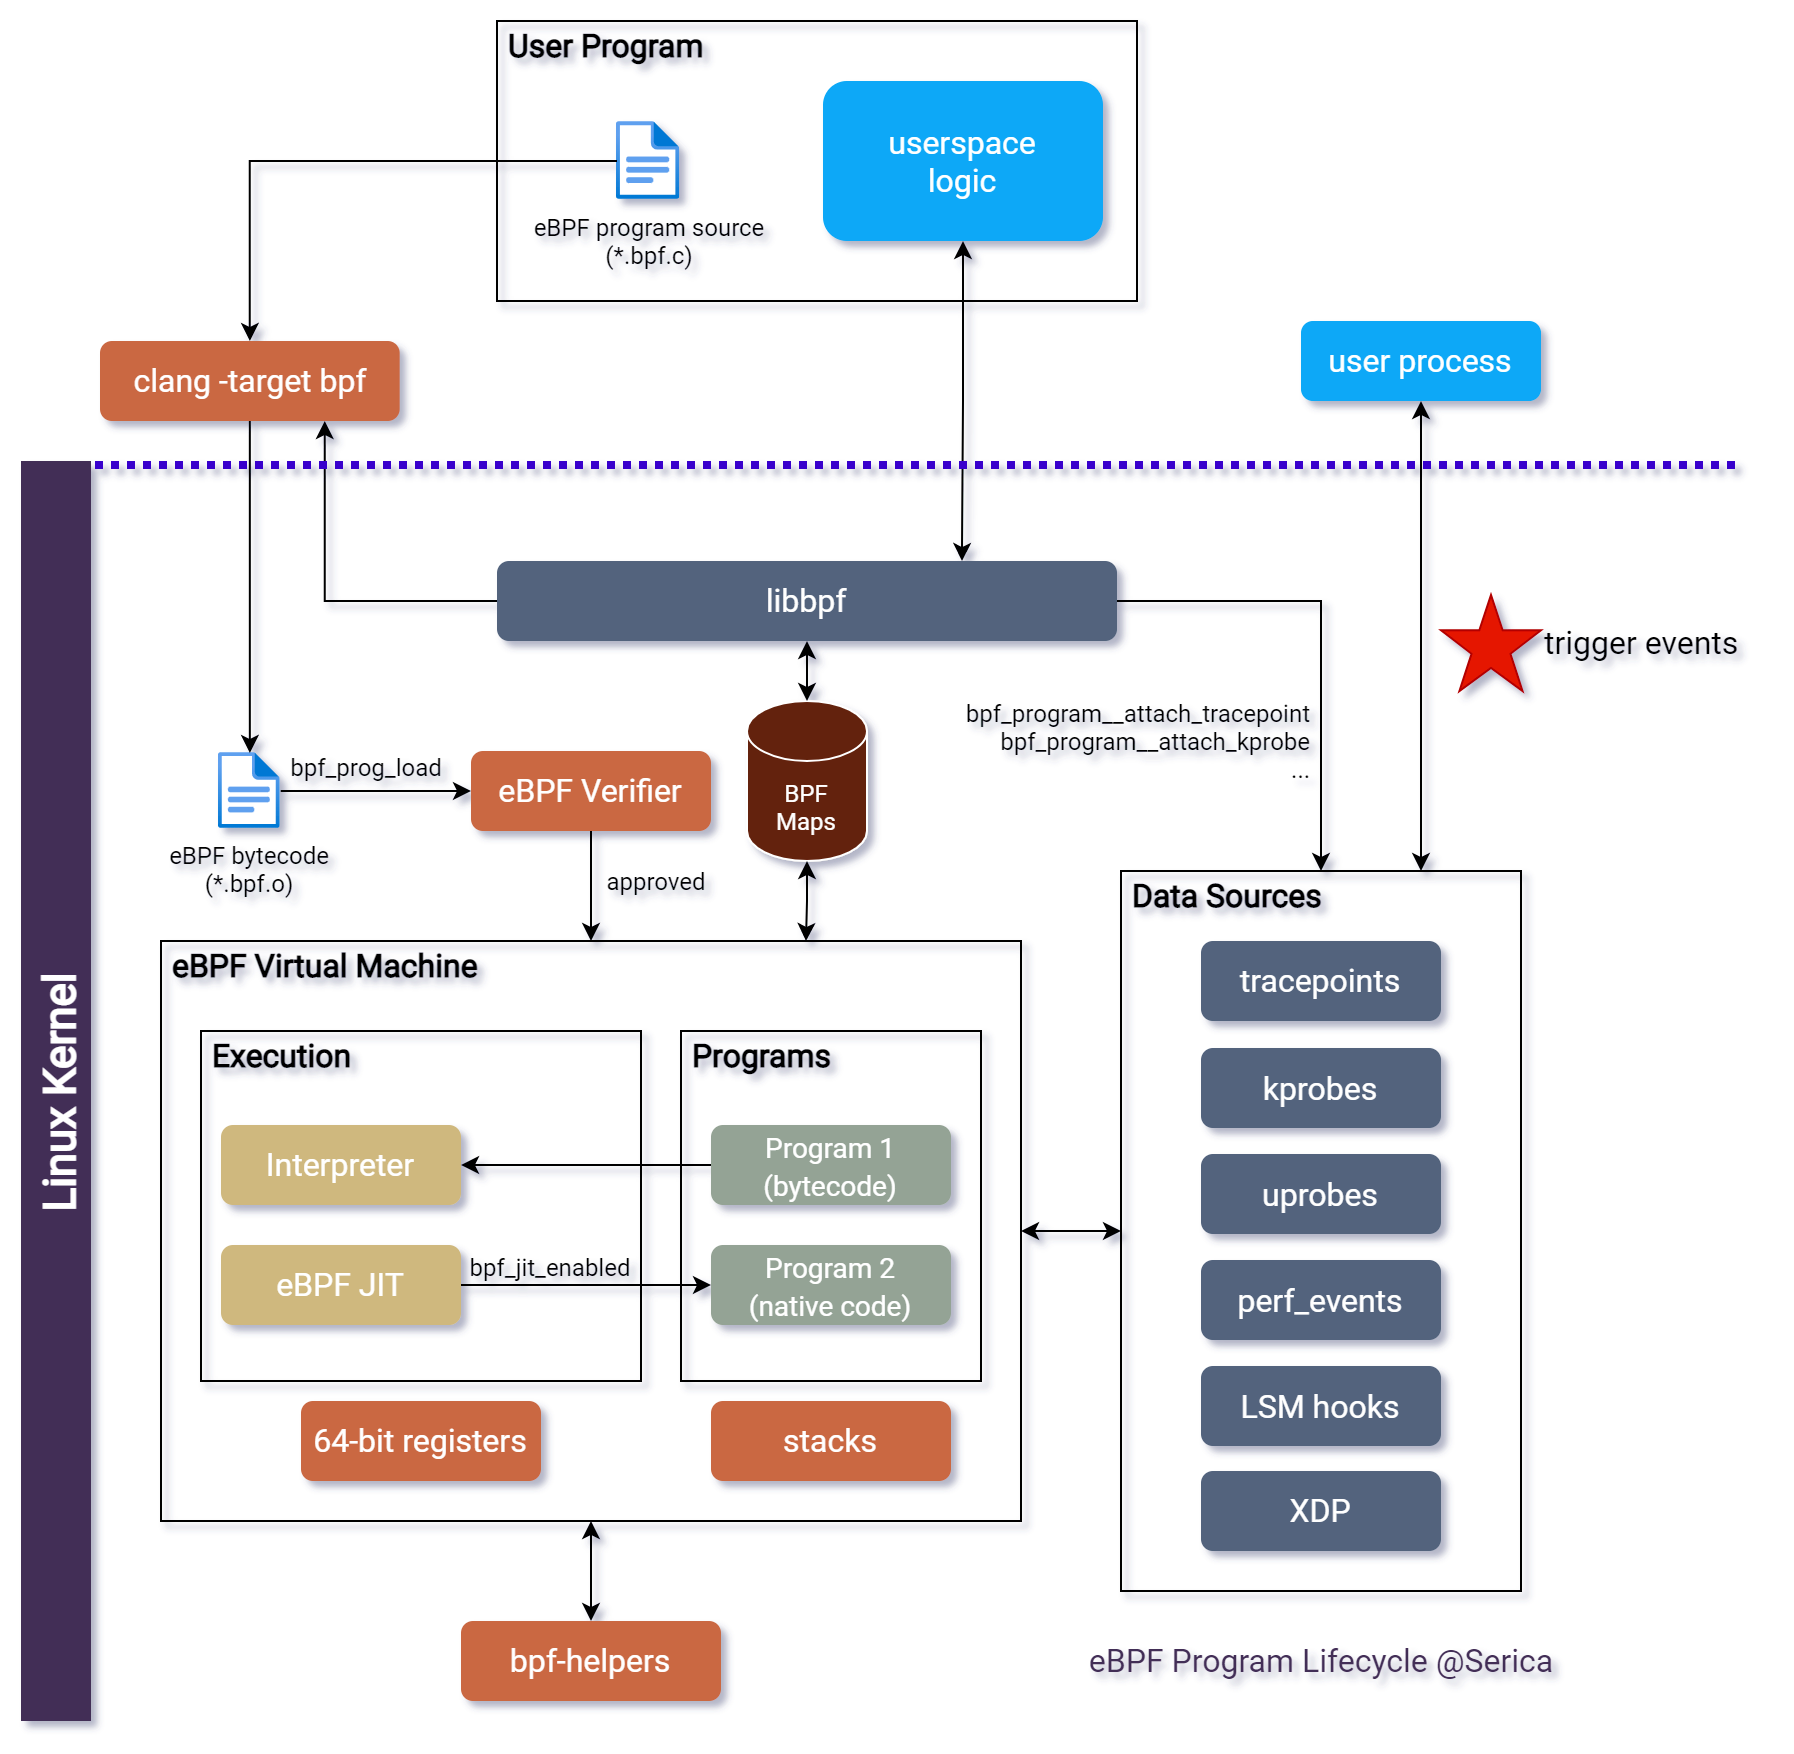 User Program
userspace
logic
eBPF program source
(*.bpf.c)
clang -target bpf
user process
libbpf
trigger events
bpf_program__attach_tracepoint
bpf_program__attach_kprobe
...
bpf_prog_load
eBPF Verifier
BPF
Maps
eBPF bytecode
(*.bpf.o)
approved
Linux Kernel
eBPF Virtual Machine
Execution
Interpreter
eBPF JIT
bpf_jit_enabled
Programs
Program 1
(bytecode)
Program 2
(native code)
64-bit registers
stacks
bpf-helpers
Data Sources
tracepoints
kprobes
uprobes
perf_events
LSM hooks
XDP
eBPF Program Lifecycle @Serica